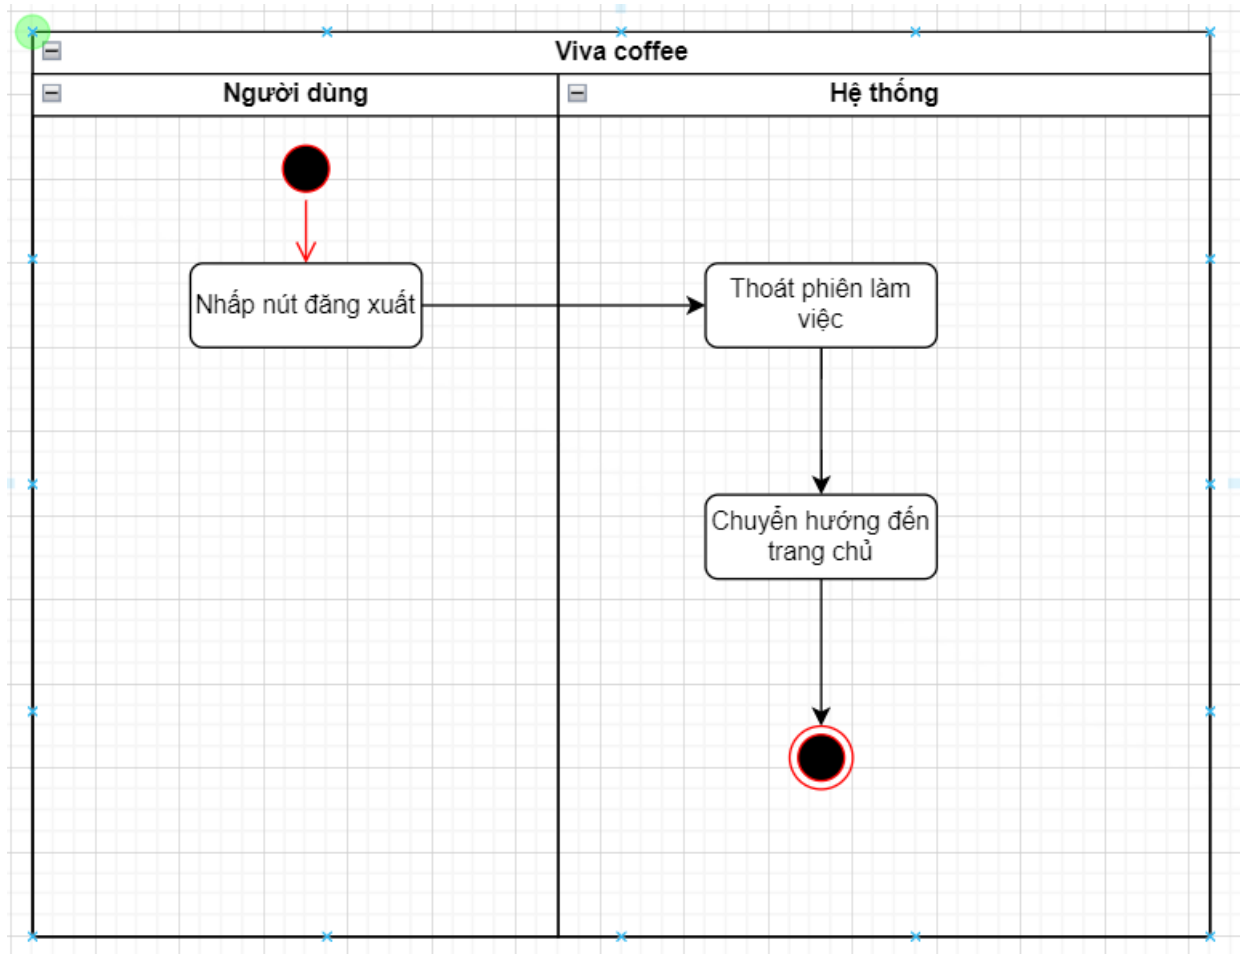 Viva coffee
Người dùng
Hệ thống
Nhấp nút đăng xuất
Thoát phiên làm
việc
Chuyển hướng đến
trang chủ